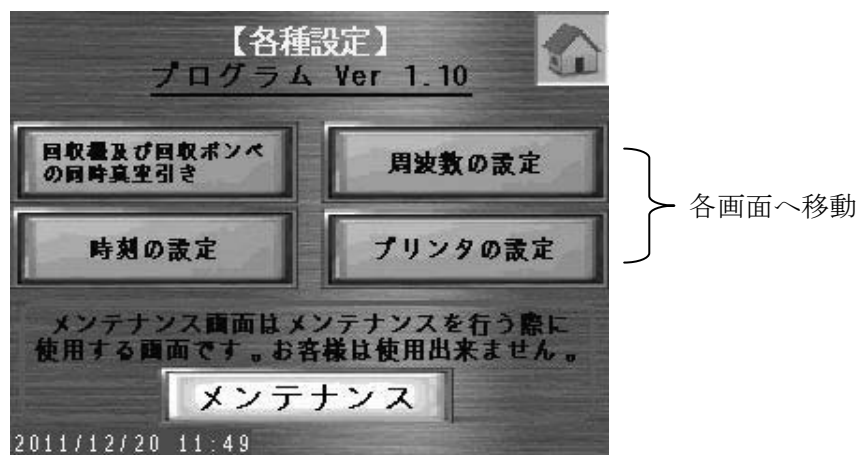 【各種設定】
プログラム Ver 1.10
回収機及び回収ボンベ
の同時真空引き
周波数の設定
時刻の設定
プリンタの設定
各画面へ移動
メンテナンス画面はメンテナンスを行う際に
使用する画面です。お客様は使用出来ません。
メンテナンス
2011/12/20 11:49